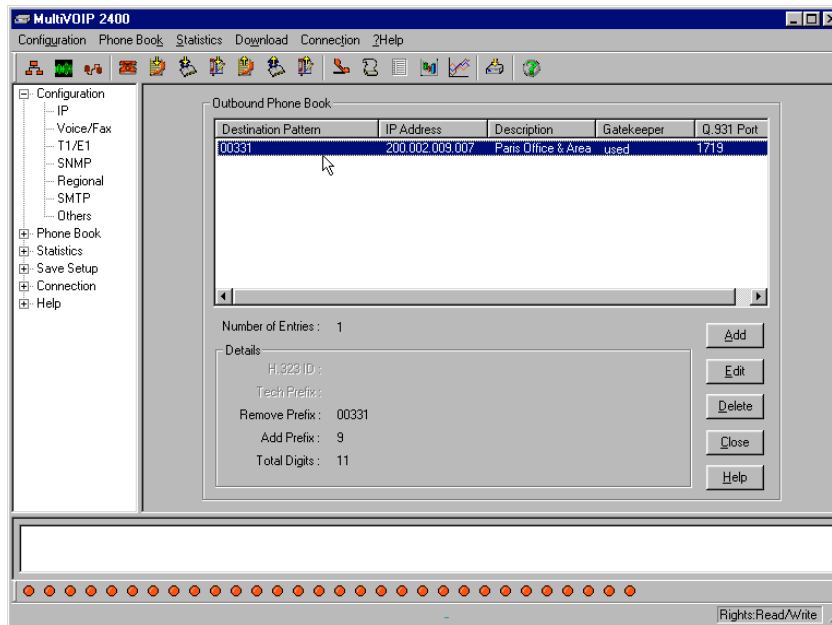 MultiVOIP 2400
Configuration Phone Book Statistics Download Connection ?Help
Configuration
IP
Voice/Fax
T1/E1
SNMP
Regional
SMTP
Others
Phone Book
Statistics
Save Setup
Connection
Help
Outbound Phone Book
Destination Pattern IP Address Description Gatekeeper Q.931 Port
00331 200.002.009.007 Paris Office & Area used 1719
Number of Entries : 1
Details
H.323 ID :
Tech Prefix :
Remove Prefix : 00331
Add Prefix : 9
Total Digits : 11
Add
Edit
Delete
Close
Help
Rights:Read/Write